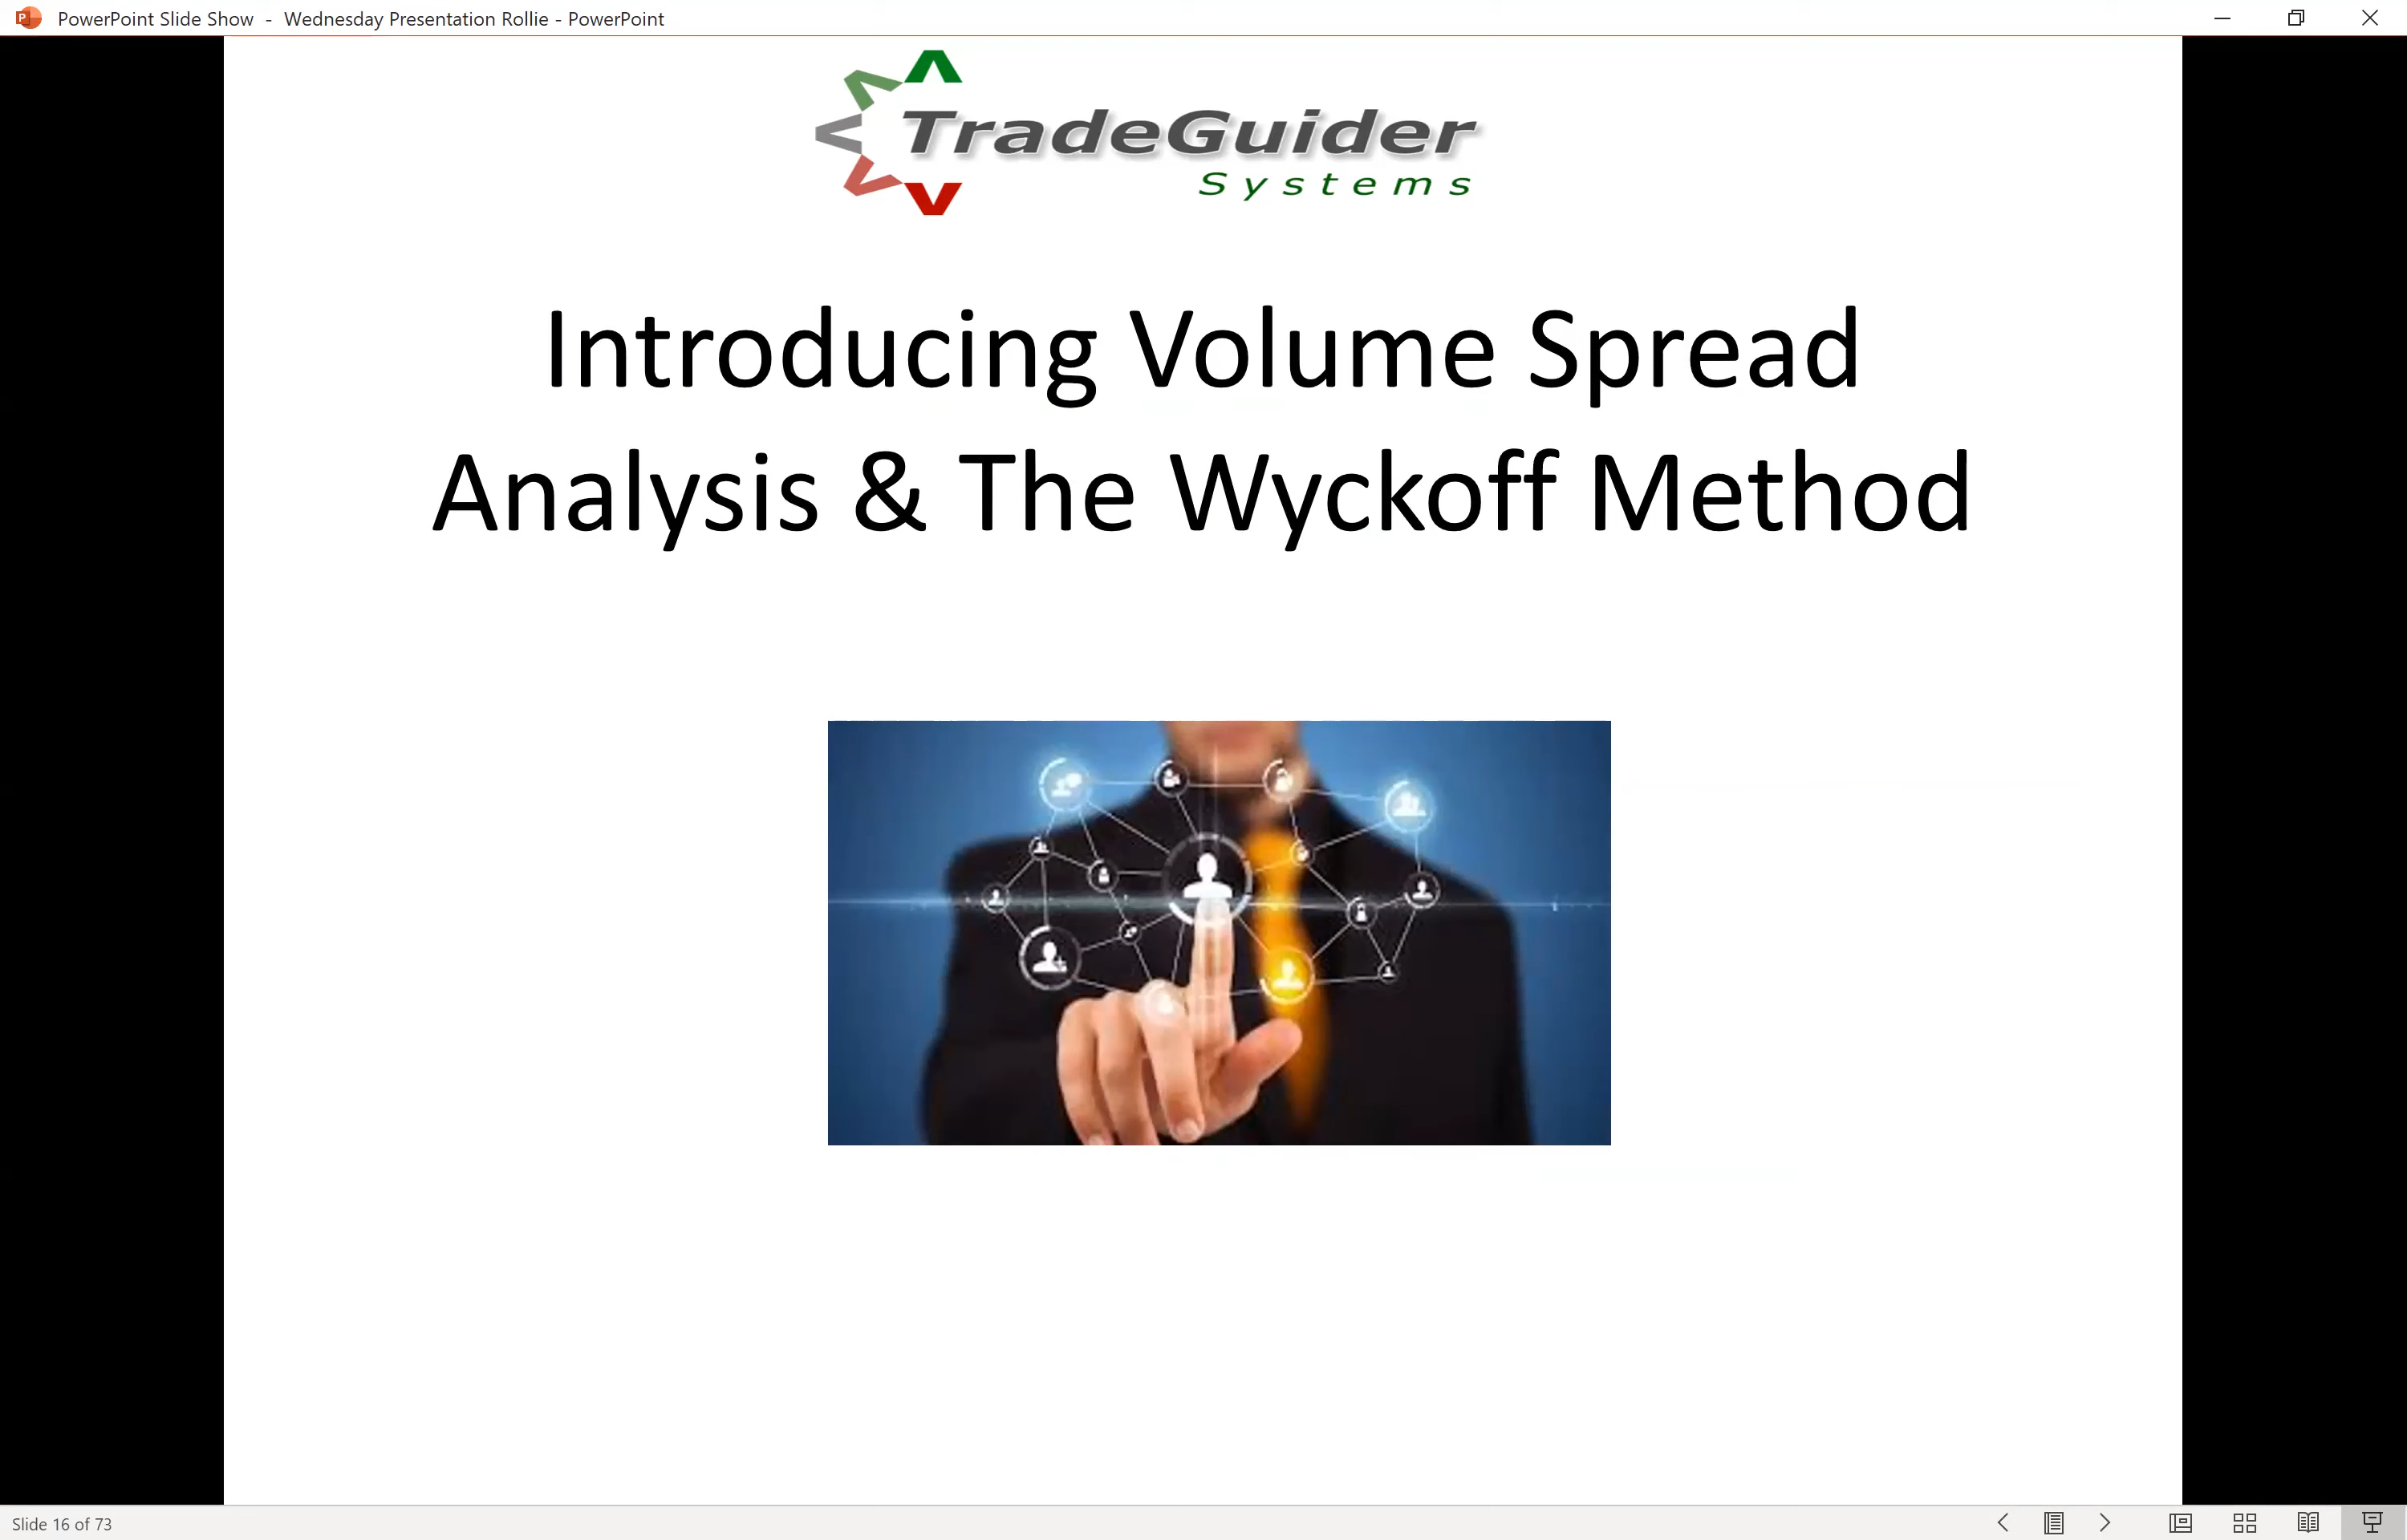 PowerPoint Slide Show - Wednesday Presentation Rollie - PowerPoint
TradeGuider
Systems
Introducing Volume Spread
Analysis & The Wyckoff Method
Slide 16 of 73